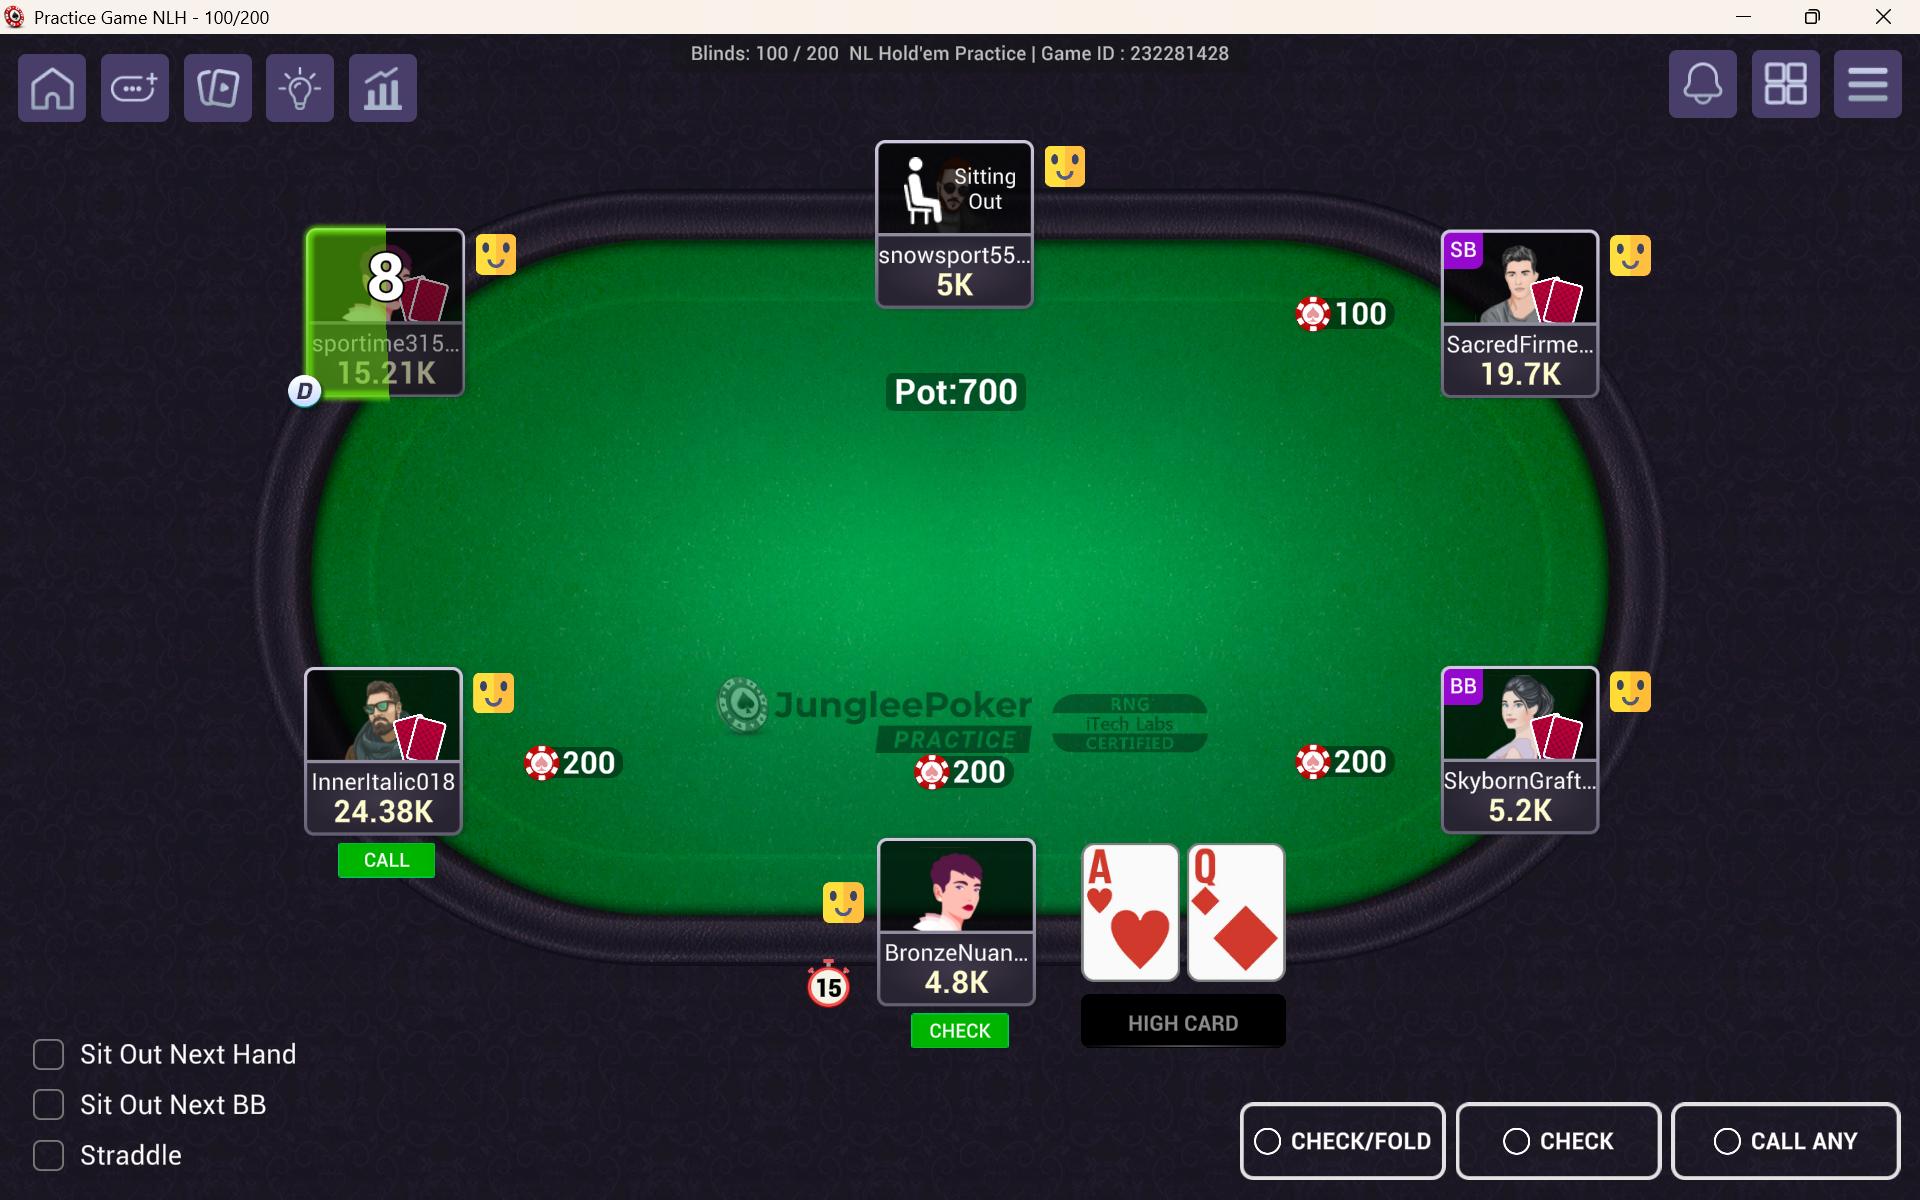 Practice Game NLH - 100/200
Blinds: 100 / 200 NL Hold'em Practice | Game ID : 232281428
Sitting
Out
snowsport55...
5K
8
sportime315...
15.21K
D
SB
SacredFirme...
19.7K
100
Pot:700
InnerItalic018
24.38K
CALL
200
JungleePoker
PRACTICE
RNG
iTech Labs
CERTIFIED
200
200
BB
SkybornGraft...
5.2K
BronzeNuan...
4.8K
CHECK
15
A
Q
HIGH CARD
Sit Out Next Hand
Sit Out Next BB
Straddle
CHECK/FOLD
CHECK
CALL ANY